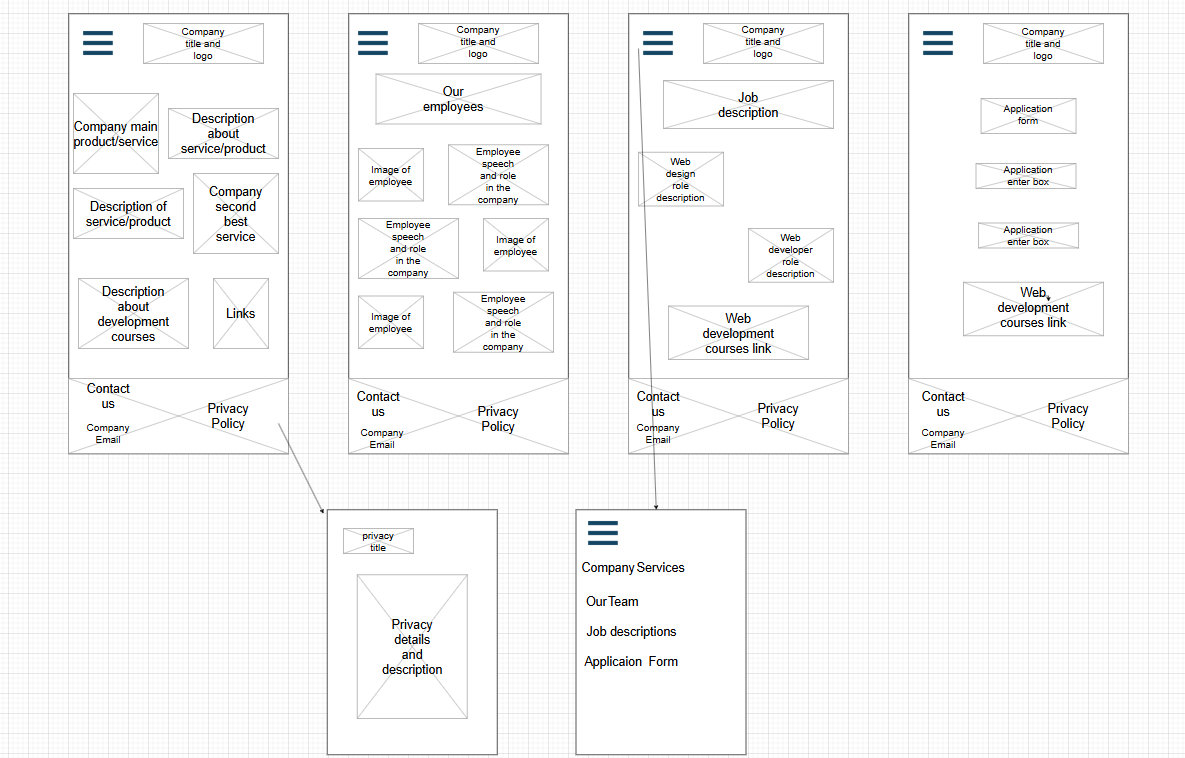 Company
title and
logo
Company main
product/service
Description
about
service/product
Description of
service/product
Company
second
best
service
Description
about
development
courses
Links
Contact
us
Company
Email
Privacy
Policy
Company
title and
logo
Our
employees
Image of
employee
Employee
speech
and role
in the
company
Employee
speech
and role
in the
company
Image of
employee
Image of
employee
Employee
speech
and role
in the
company
Contact
us
Company
Email
Privacy
Policy
Company
title and
logo
Job
description
Web
design
role
description
Web
developer
role
description
Web
development
courses link
Contact
us
Company
Email
Privacy
Policy
Company
title and
logo
Application
form
Application
enter box
Application
enter box
Web
development
courses link
Contact
us
Company
Email
Privacy
Policy
privacy
title
Privacy
details
and
description
Company Services
Our Team
Job descriptions
Applicaion Form